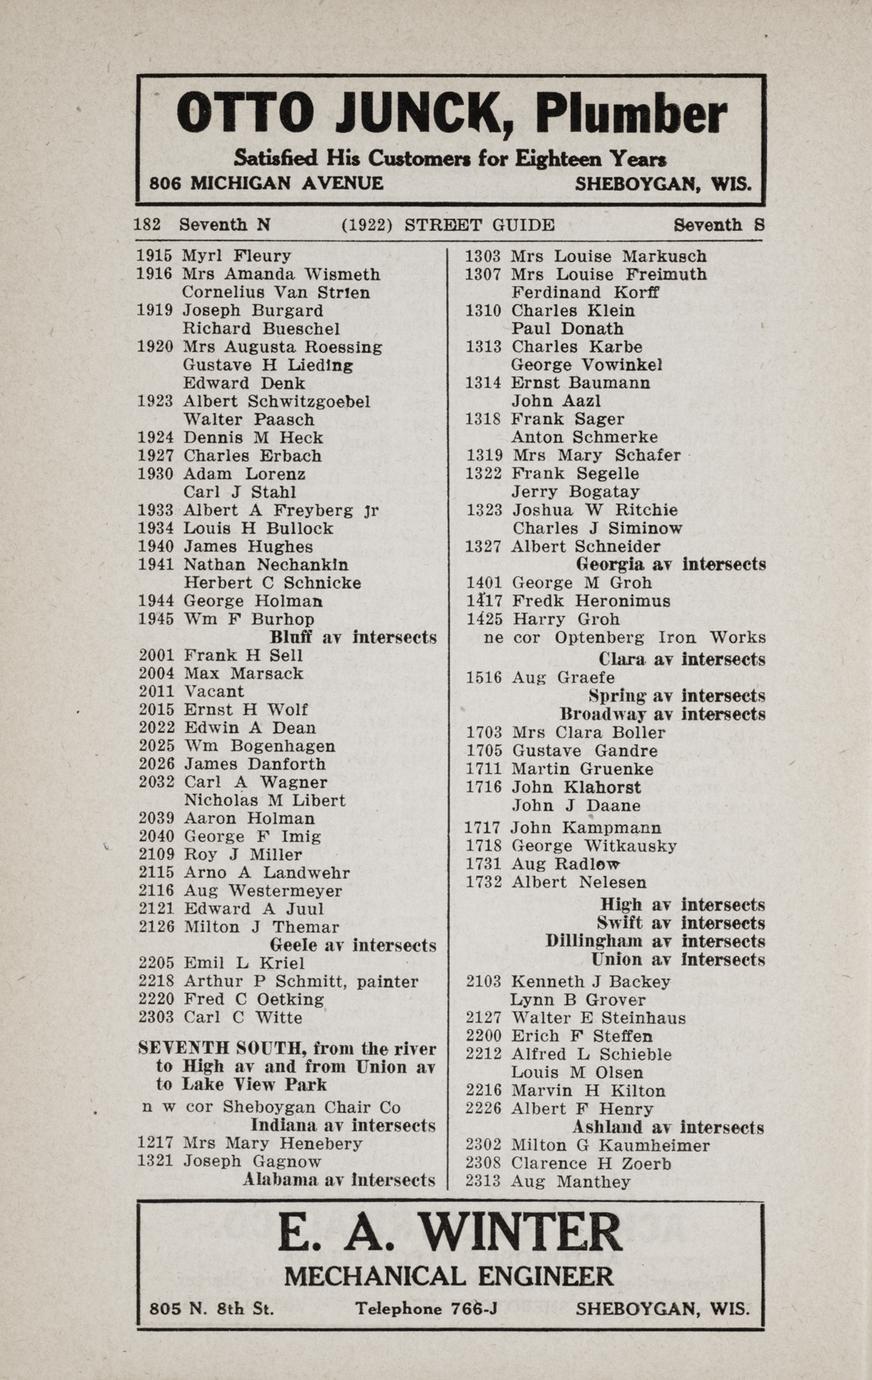 OTTO JUNCK, Plumber
Satisfied His Customers for Eighteen Years
806 MICHIGAN AVENUE SHEBOYGAN, WIS.
182 Seventh N (1922) STREET GUIDE Seventh S
1915 Myrl Fleury
1916 Mrs Amanda Wismeth
Cornelius Van Strien
1919 Joseph Burgard
Richard Bueschel
1920 Mrs Augusta Roessing
Gustave H Lieding
Edward Denk
1923 Albert Schwitzgoebel
Walter Paasch
1924 Dennis M Heck
1927 Charles Erbach
1930 Adam Lorenz
Carl J Stahl
1933 Albert A Freyberg Jr
1934 Louis H Bullock
1940 James Hughes
1941 Nathan Nechankin
Herbert C Schnicke
1944 George Holman
1945 Wm F Burhop
Bluff av intersects
2001 Frank H Sell
2004 Max Marsack
2011 Vacant
2015 Ernst H Wolf
2022 Edwin A Dean
2025 Wm Bogenhagen
2026 James Danforth
2032 Carl A Wagner
Nicholas M Libert
2039 Aaron Holman
2040 George F Imig
2109 Roy J Miller
2115 Arno A Landwehr
2116 Aug Westermeyer
2121 Edward A Juul
2126 Milton J Themar
Geele av intersects
2205 Emil L Kriel
2218 Arthur P Schmitt, painter
2220 Fred C Oetking
2303 Carl C Witte
SEVENTH SOUTH, from the river
to High av and from Union av
to Lake View Park
n w cor Sheboygan Chair Co
Indiana av intersects
1217 Mrs Mary Henebery
1321 Joseph Gagnow
Alabama av intersects
1303 Mrs Louise Markusch
1307 Mrs Louise Freimuth
Ferdinand Korff
1310 Charles Klein
Paul Donath
1313 Charles Karbe
George Vowinkel
1314 Ernst Baumann
John Aazl
1318 Frank Sager
Anton Schmerke
1319 Mrs Mary Schafer
1322 Frank Segelle
Jerry Bogatay
1323 Joshua W Ritchie
Charles J Siminow
1327 Albert Schneider
Georgia av intersects
1401 George M Groh
1417 Fredk Heronimus
1425 Harry Groh
ne cor Optenberg Iron Works
Clara av intersects
1516 Aug Graefe
Spring av intersects
Broadway av intersects
1703 Mrs Clara Boller
1705 Gustave Gandre
1711 Martin Gruenke
1716 John Klahorst
John J Daane
1717 John Kampmann
1718 George Witkausky
1731 Aug Radlow
1732 Albert Nelesen
High av intersects
Swift av intersects
Dillingham av intersects
Union av intersects
2103 Kenneth J Backey
Lynn B Grover
2127 Walter E Steinhaus
2200 Erich F Steffen
2212 Alfred L Schieble
Louis M Olsen
2216 Marvin H Kilton
2226 Albert F Henry
Ashland av intersects
2302 Milton G Kaumheimer
2308 Clarence H Zoerb
2313 Aug Manthey
E. A. WINTER
MECHANICAL ENGINEER
805 N. 8th St. Telephone 766-J SHEBOYGAN, WIS.